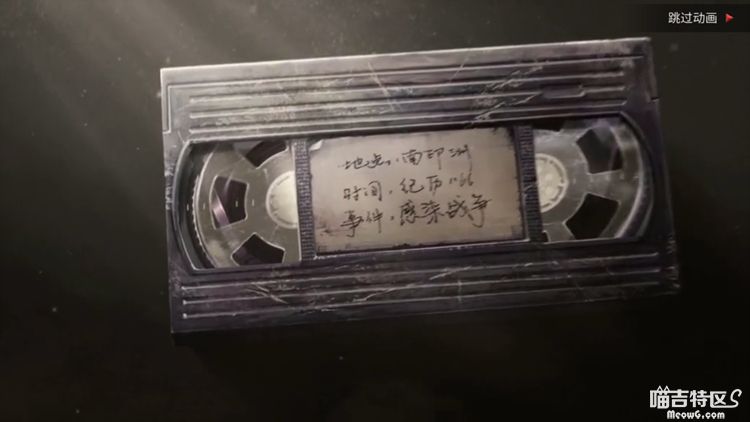 跳过动画
地点:南印洲
时间:纪历
事件:感染战争
喵吉特区
MeowG.com